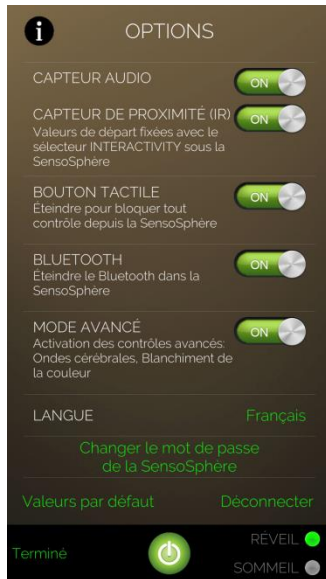 i OPTIONS
CAPTEUR AUDIO ON
CAPTEUR DE PROXIMITÉ (IR) ON
Valeurs de départ fixées avec le
sélecteur INTERACTIVITY sous la
SensoSphère
BOUTON TACTILE ON
Éteindre pour bloquer tout
contrôle depuis la SensoSphère
BLUETOOTH ON
Éteindre le Bluetooth dans la
SensoSphère
MODE AVANCÉ ON
Activation des contrôles avancés:
Ondes cérébrales, Blanchiment de
la couleur
LANGUE Français
Changer le mot de passe
de la SensoSphère
Valeurs par défaut Déconnecter
RÉVEIL
Terminé
SOMMEIL